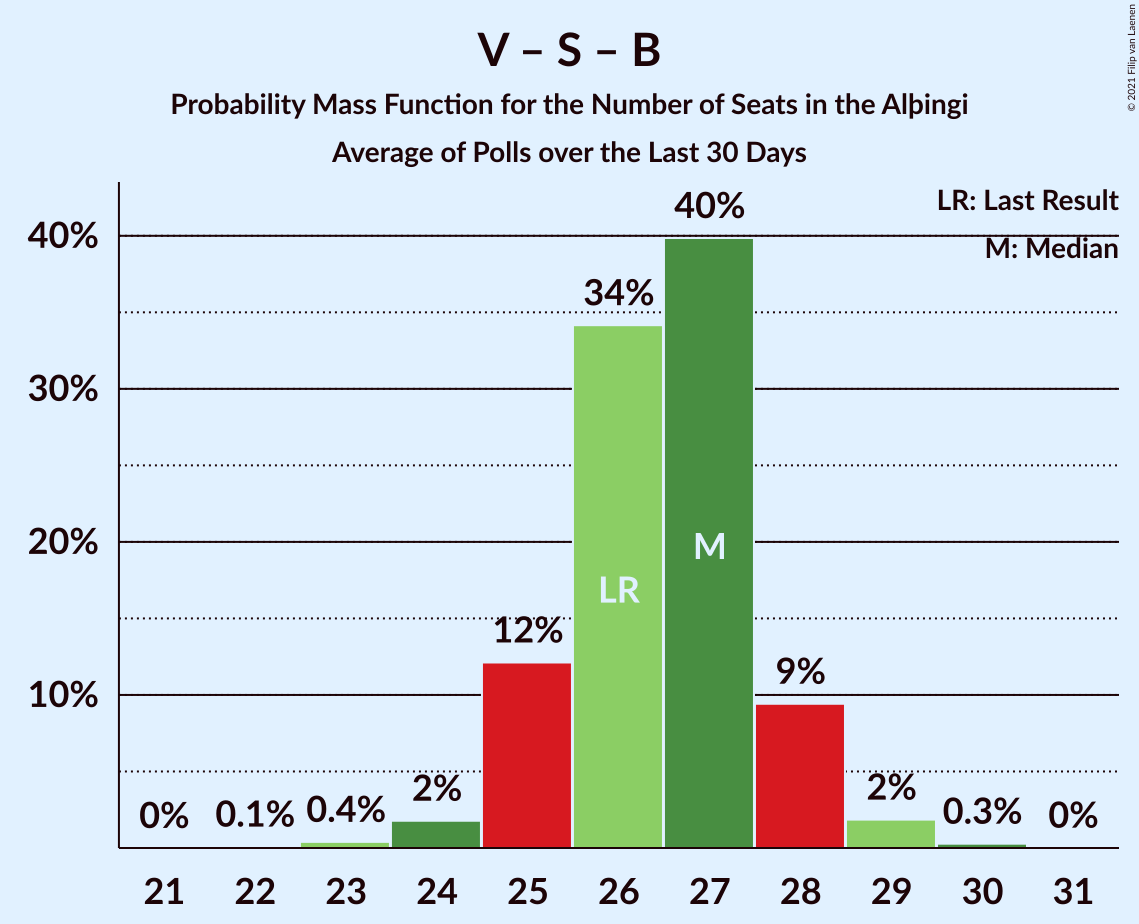 V – S – B
Probability Mass Function for the Number of Seats in the Alþingi
Average of Polls over the Last 30 Days
© 2021 Filip van Laenen
LR: Last Result
M: Median
40%
30%
20%
10%
0%
0.1%
0.4%
2%
12%
34%
40%
9%
2%
0.3%
0%
LR
M
21 22 23 24 25 26 27 28 29 30 31